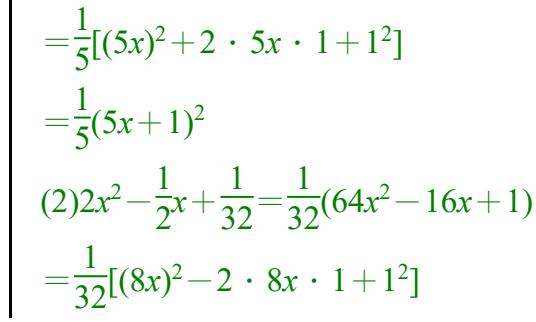 =1/5[(5x)²+2 · 5x · 1+1²]
=1/5(5x+1)²
(2)2x²−1/2x+1/32=1/32(64x²−16x+1)
=1/32[(8x)²−2 · 8x · 1+1²]